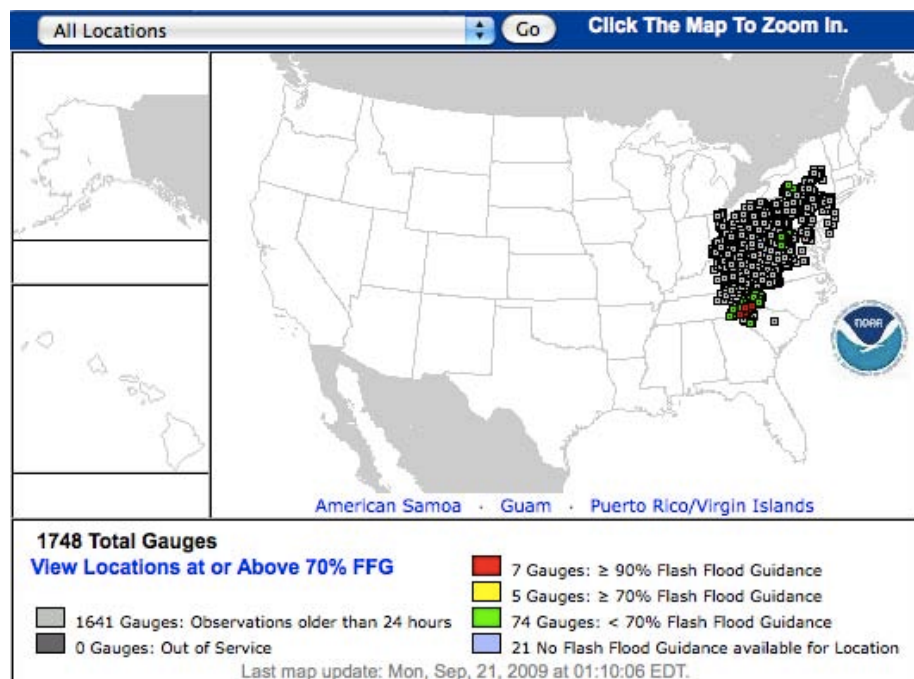 All Locations Go Click The Map To Zoom In.
NOAA
American Samoa · Guam · Puerto Rico/Virgin Islands
1748 Total Gauges
View Locations at or Above 70% FFG
1641 Gauges: Observations older than 24 hours
0 Gauges: Out of Service
7 Gauges: ≥ 90% Flash Flood Guidance
5 Gauges: ≥ 70% Flash Flood Guidance
74 Gauges: < 70% Flash Flood Guidance
21 No Flash Flood Guidance available for Location
Last map update: Mon, Sep, 21, 2009 at 01:10:06 EDT.